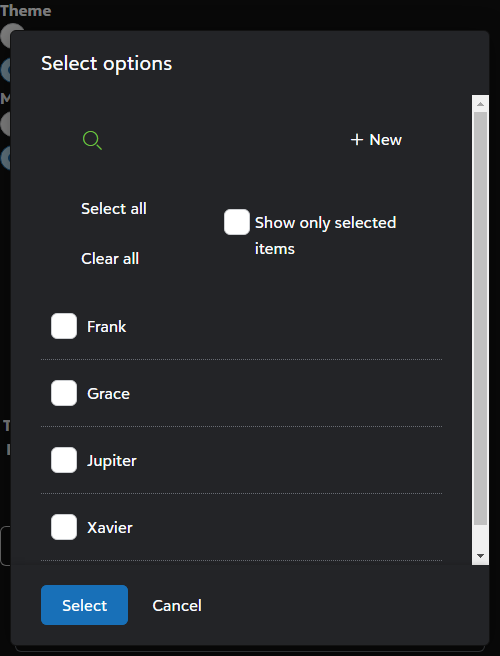 Theme
Select options
M
+ New
Select all
Show only selected
items
Clear all
Frank
Grace
Jupiter
T
Xavier
Select
Cancel